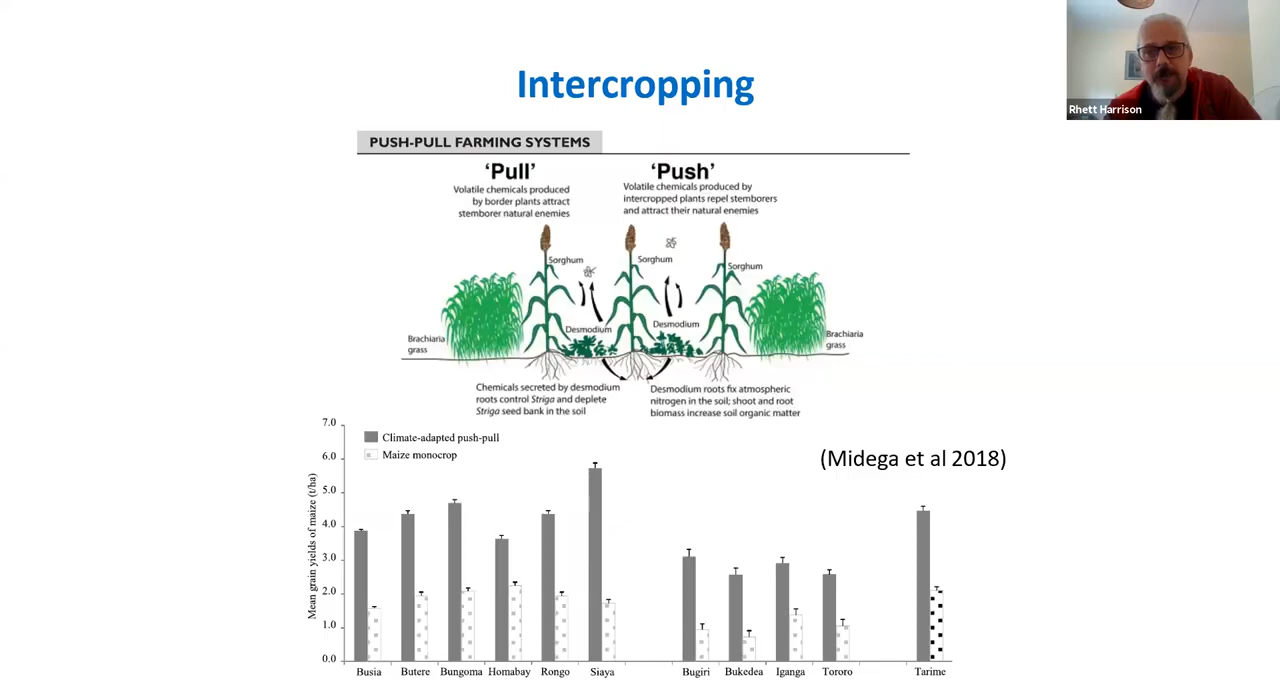 Intercropping
Rhett Harrison
PUSH-PULL FARMING SYSTEMS
‘Pull’
Volatile chemicals produced
by border plants attract
stemborer natural enemies
‘Push’
Volatile chemicals produced by
intercropped plants repel stemborers
and attract their natural enemies
Sorghum
Sorghum
Sorghum
Desmodium
Desmodium
Brachiaria
grass
Brachiaria
grass
Chemicals secreted by desmodium
roots control Striga and deplete
Striga seed bank in the soil
Desmodium roots fix atmospheric
nitrogen in the soil; shoot and root
biomass increase soil organic matter
(Midega et al 2018)
Climate-adapted push-pull
Maize monocrop
Mean grain yields of maize (t/ha)
7.0
6.0
5.0
4.0
3.0
2.0
1.0
0.0
Busia Butere Bungoma Homabay Rongo Siaya Bugiri Bukedea Iganga Tororo Tarime